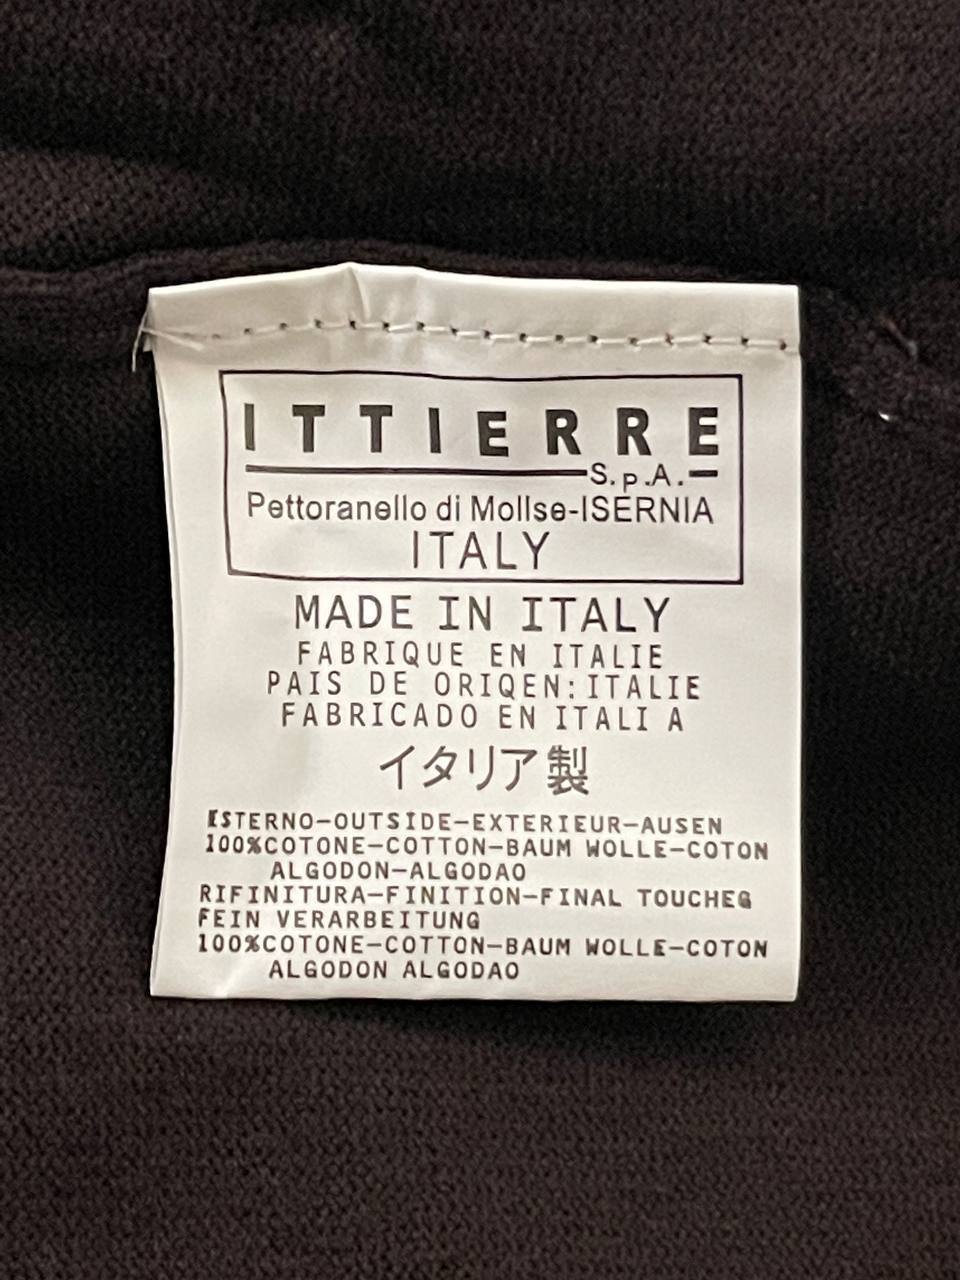 ITTIERRE
S.p.A.
Pettoranello di Mollse-ISERNIA
ITALY
MADE IN ITALY
FABRIQUE EN ITALIE
PAIS DE ORIQEN:ITALIE
FABRICADO EN ITALI A
イタリア製
ESTERNO-OUTSIDE-EXTERIEUR-AUSEN
100%COTONE-COTTON-BAUM WOLLE-COTON
ALGODON-ALGODAO
RIFINITURA-FINITION-FINAL TOUCHEG
FEIN VERARBEITUNG
100%COTONE-COTTON-BAUM WOLLE-COTON
ALGODON ALGODAO